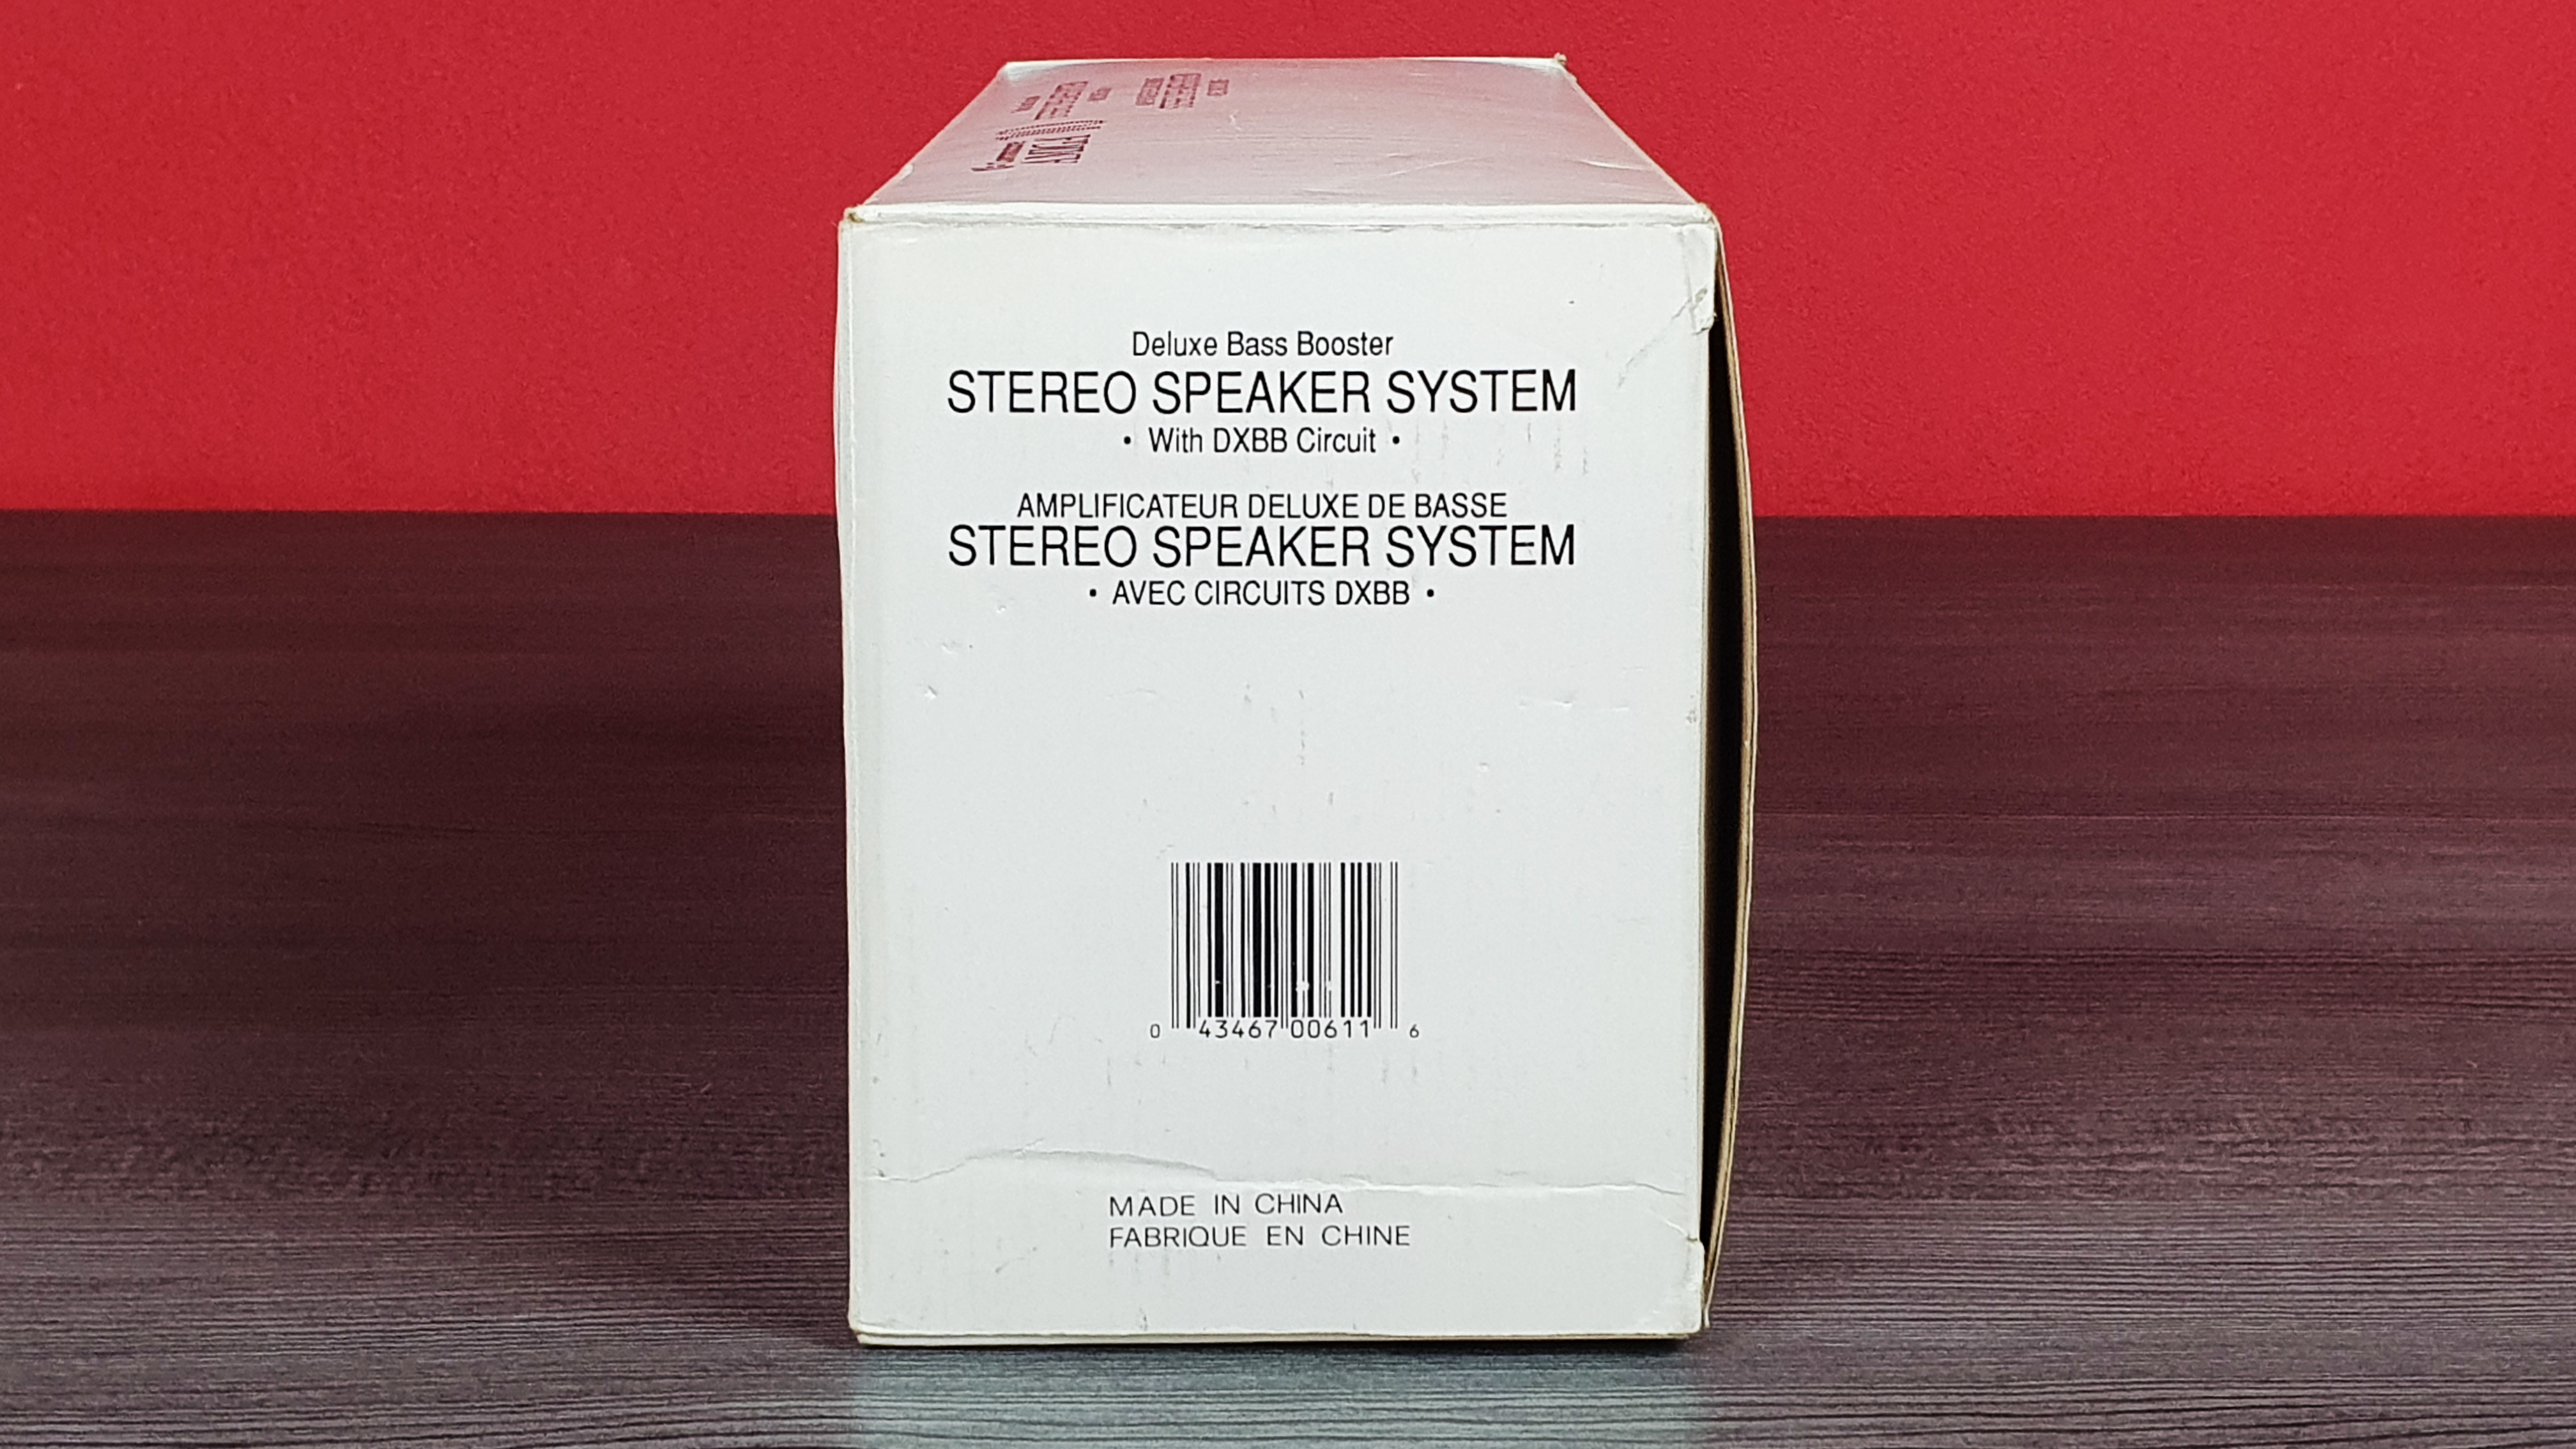 Deluxe Bass Booster
STEREO SPEAKER SYSTEM
• With DXBB Circuit •
AMPLIFICATEUR DELUXE DE BASSE
STEREO SPEAKER SYSTEM
• AVEC CIRCUITS DXBB •
0 43467 00611 6
MADE IN CHINA
FABRIQUE EN CHINE